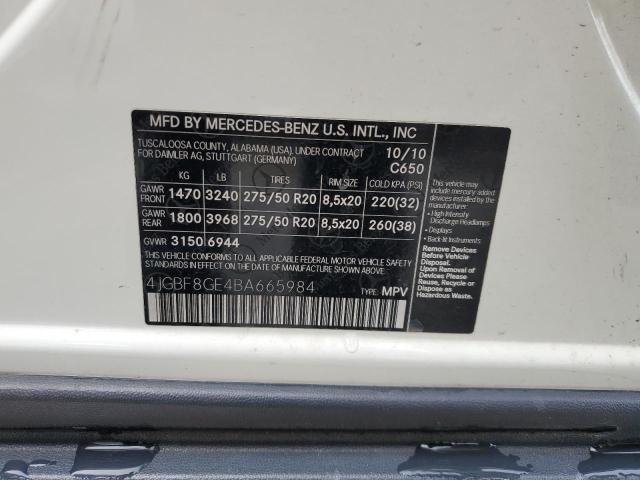 MFD BY MERCEDES-BENZ U.S. INTL., INC
TUSCALOOSA COUNTY, ALABAMA (USA). UNDER CONTRACT 10/10
FOR DAIMLER AG, STUTTGART (GERMANY) C650
KG LB TIRES RIM SIZE COLD KPA (PSI)
GAWR FRONT 1470 3240 275/50 R20 8,5x20 220(32)
GAWR REAR 1800 3968 275/50 R20 8,5x20 260(38)
GVWR 3150 6944
THIS VEHICLE CONFORMS TO ALL APPLICABLE FEDERAL MOTOR VEHICLE SAFETY
AND THEFT PREVENTION STANDARDS IN EFFECT ON THE DATE OF MANUFACTURE SHOWN ABOVE.
4JGBF8GE4BA665984
TYPE: MPV
This vehicle may
include mercury added
devices installed by
the manufacturer:
• High Intensity
Discharge Headlamps
• Displays
• Back-lit Instruments
Remove Devices
Before Vehicle
Disposal.
Upon Removal of
Devices Please
Reuse, Recycle or
Dispose as
Hazardous Waste.